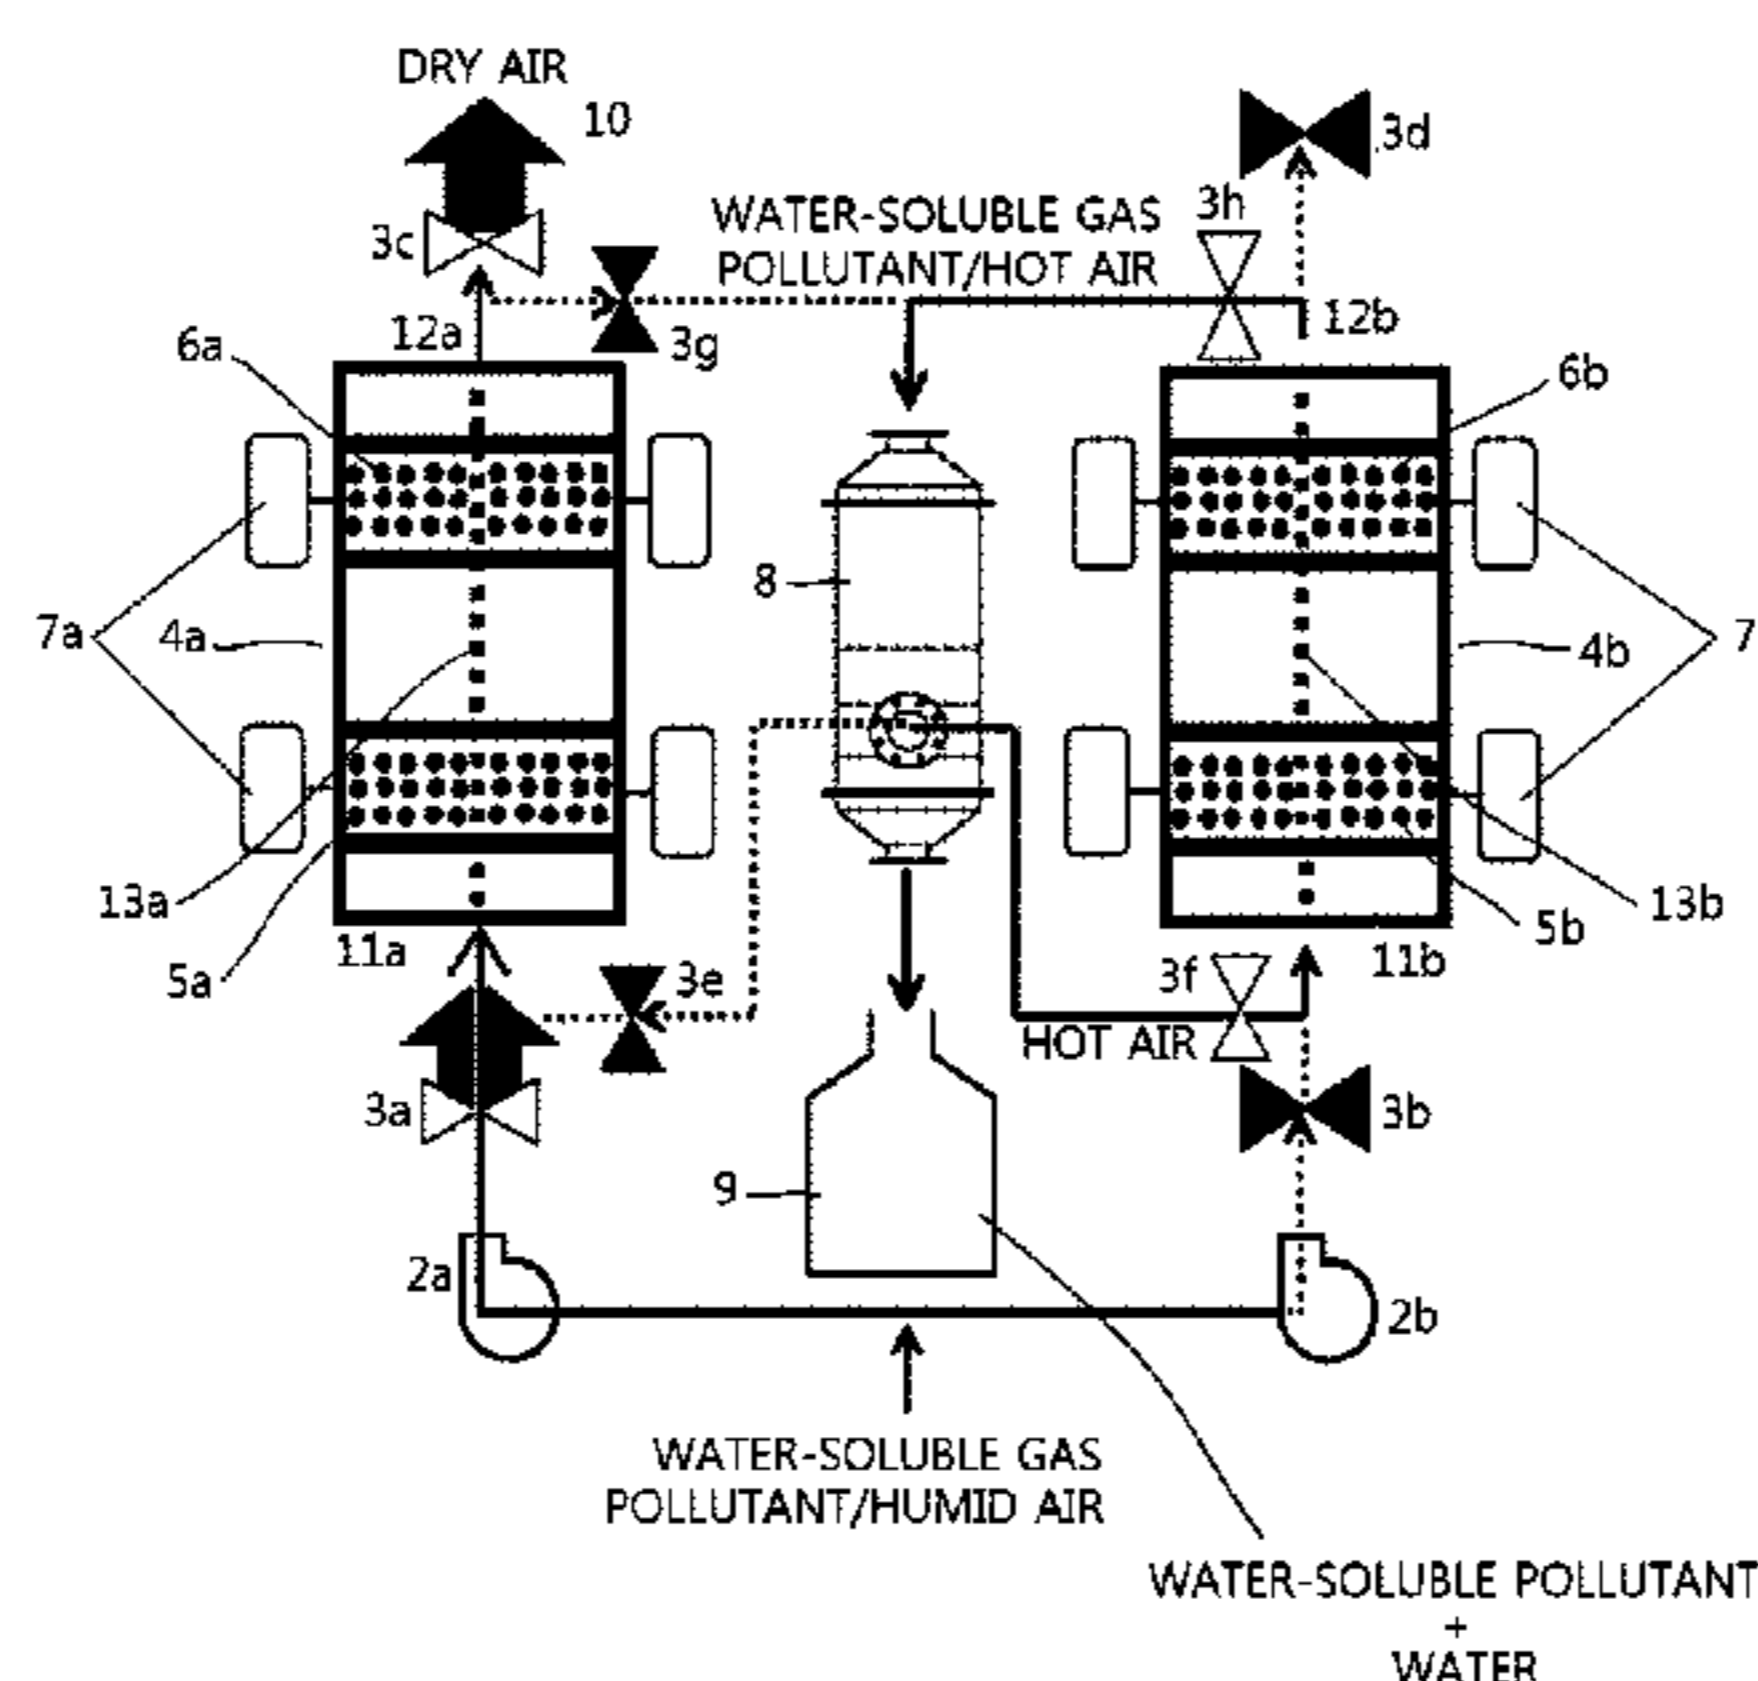 DRY AIR
10
3d
3h
WATER-SOLUBLE GAS
3c
POLLUTANT/HOT AIR
12a
12b
6a
3g
6b
8
7a
4a
4b
7
13a
13b
5b
11a
11b
5a
3e
3f
HOT AIR
3a
3b
9
2a
2b
WATER-SOLUBLE GAS
POLLUTANT/HUMID AIR
WATER-SOLUBLE POLLUTANT
+
WATER